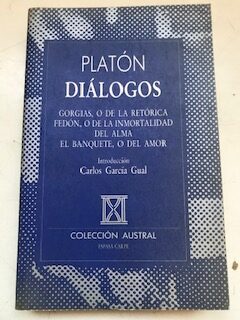 PLATÓN
DIÁLOGOS
GORGIAS, O DE LA RETÓRICA
FEDÓN, O DE LA INMORTALIDAD
DEL ALMA
EL BANQUETE, O DEL AMOR
Introducción
Carlos García Gual
COLECCIÓN AUSTRAL
ESPASA CALPE